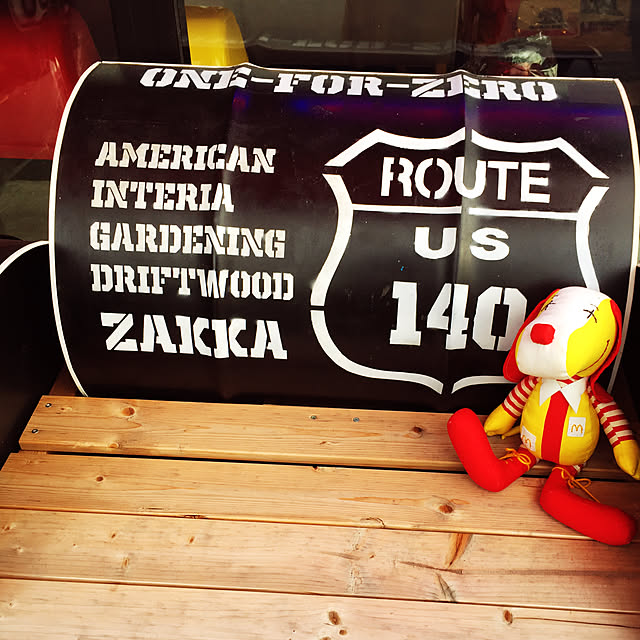 ONE-FOR-ZERO
AMERICAN
INTERIA
GARDENING
DRIFTWOOD
ZAKKA
ROUTE
US
140